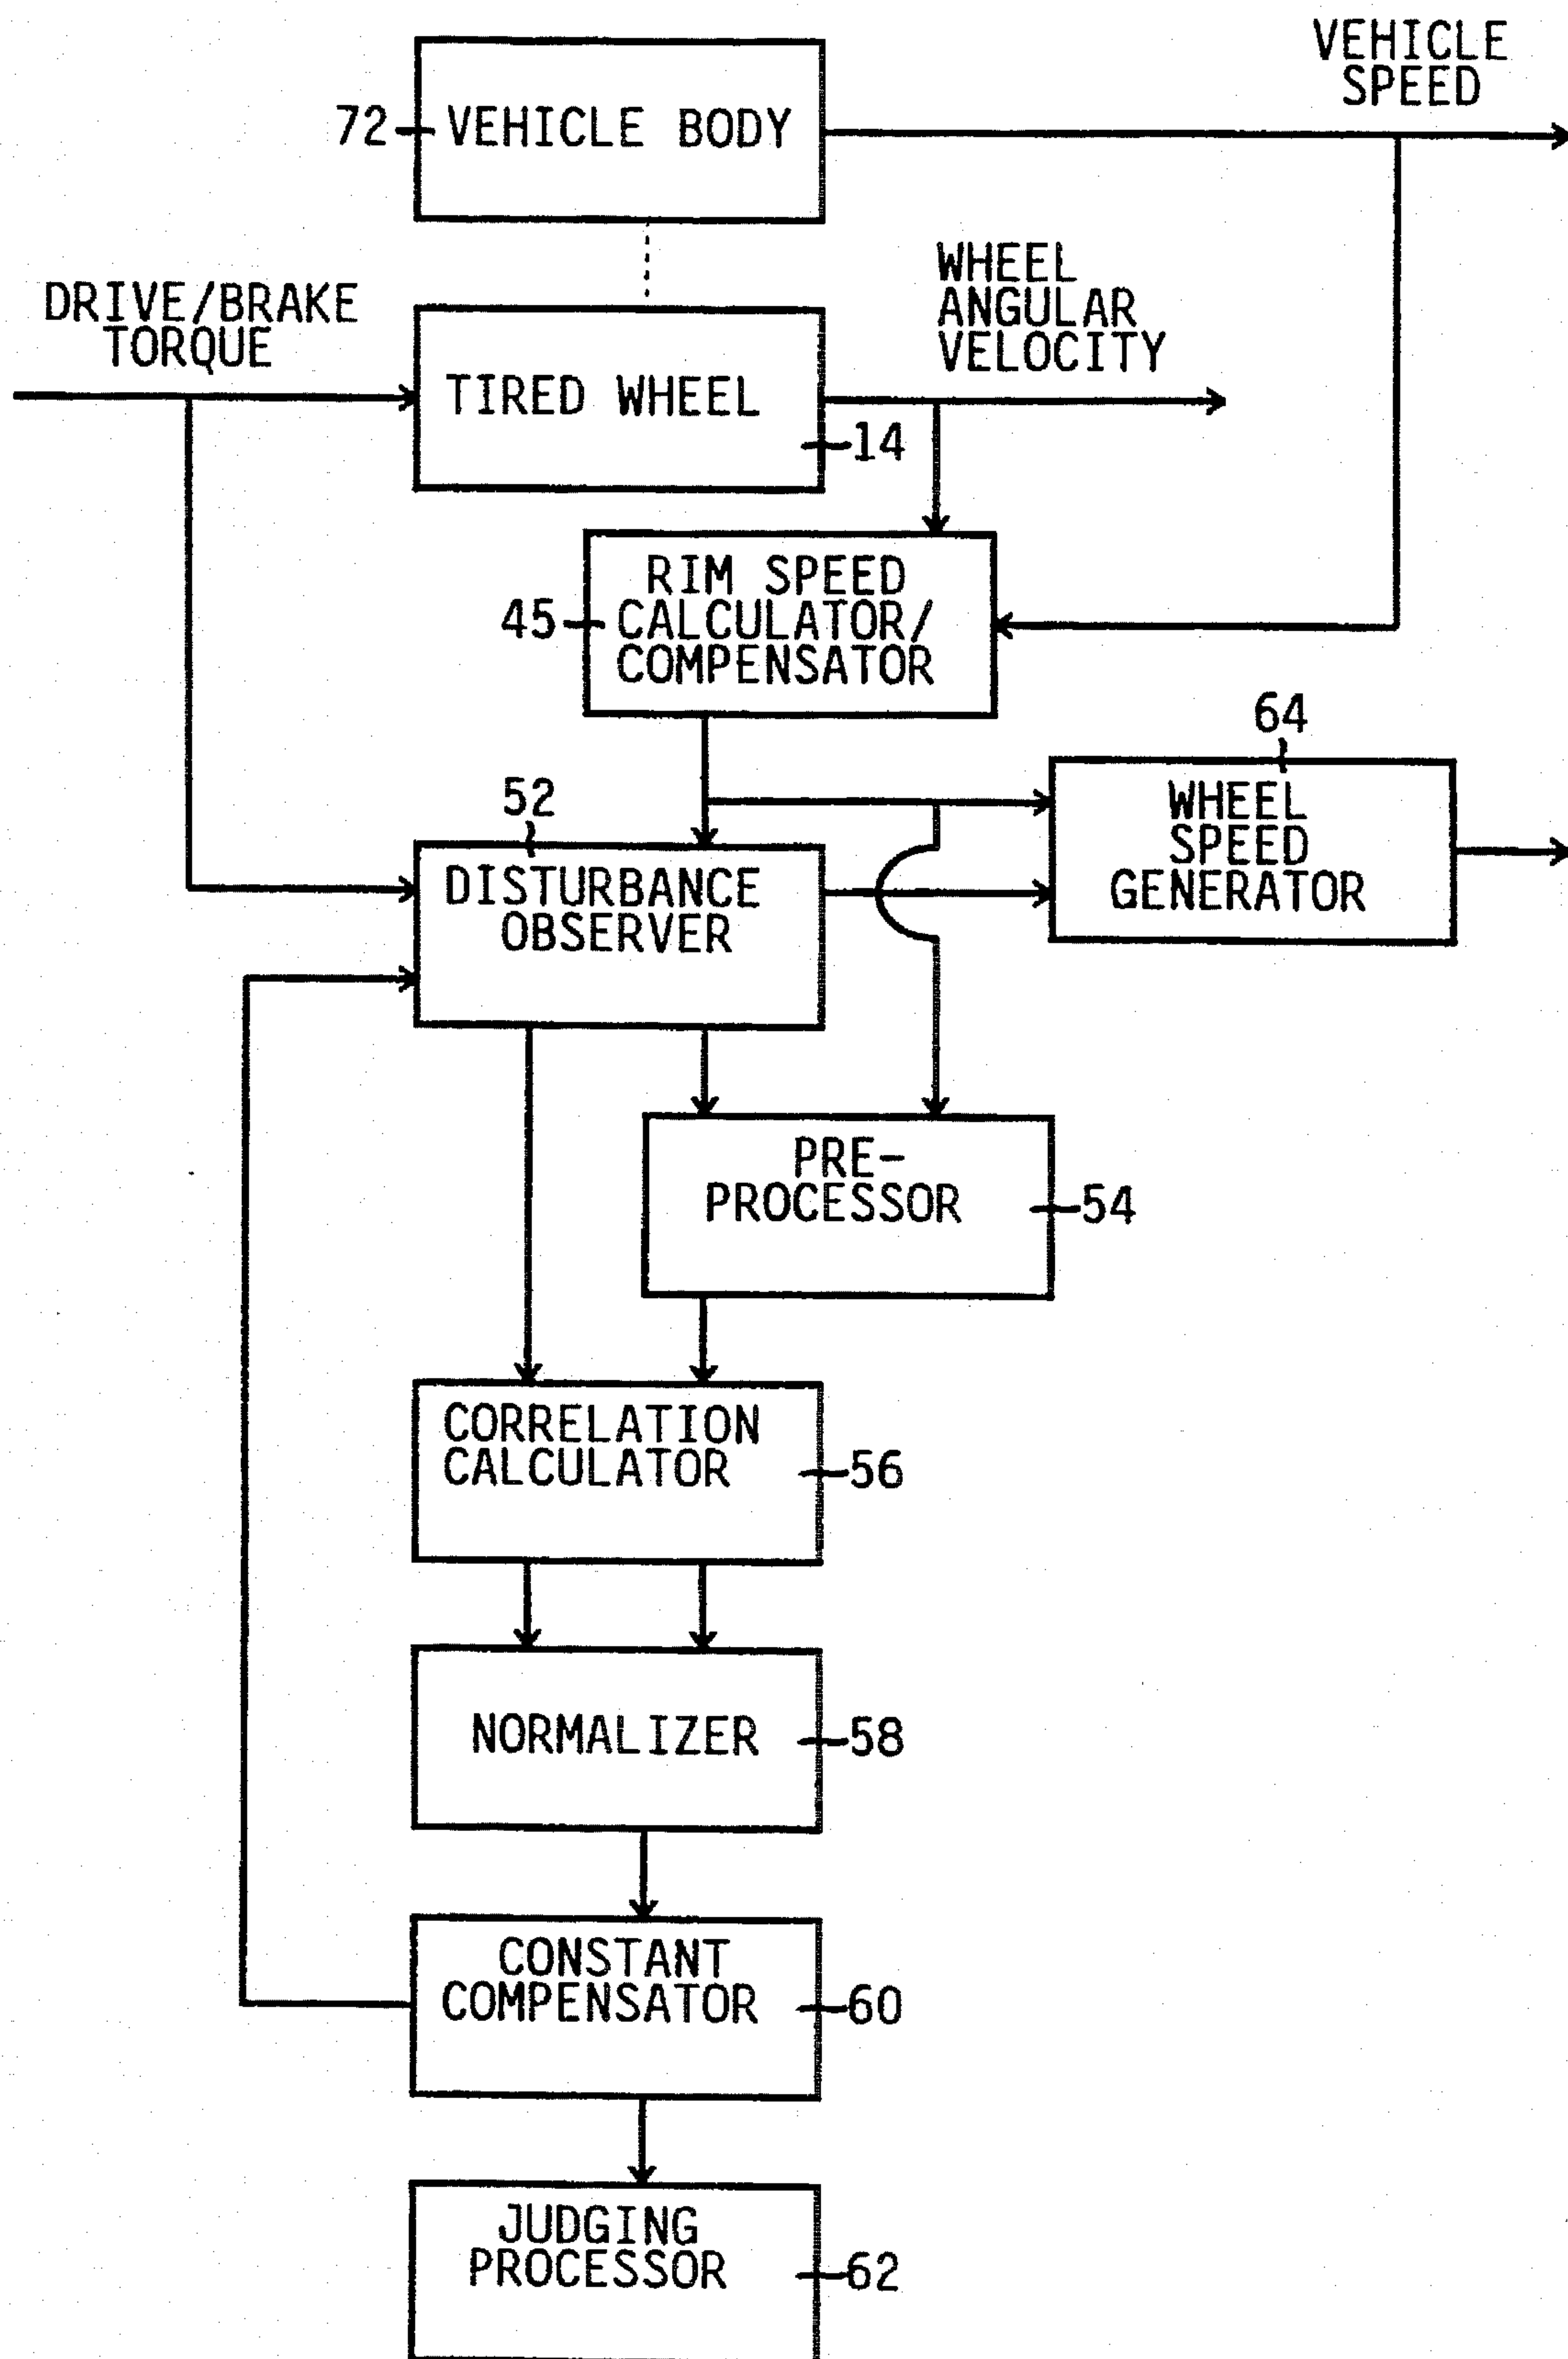 VEHICLE
SPEED
72
VEHICLE BODY
DRIVE/BRAKE
TORQUE
WHEEL
ANGULAR
VELOCITY
TIRED WHEEL
14
RIM SPEED
CALCULATOR/
COMPENSATOR
45
64
WHEEL
SPEED
GENERATOR
52
DISTURBANCE
OBSERVER
PRE-
PROCESSOR
54
CORRELATION
CALCULATOR
56
NORMALIZER
58
CONSTANT
COMPENSATOR
60
JUDGING
PROCESSOR
62